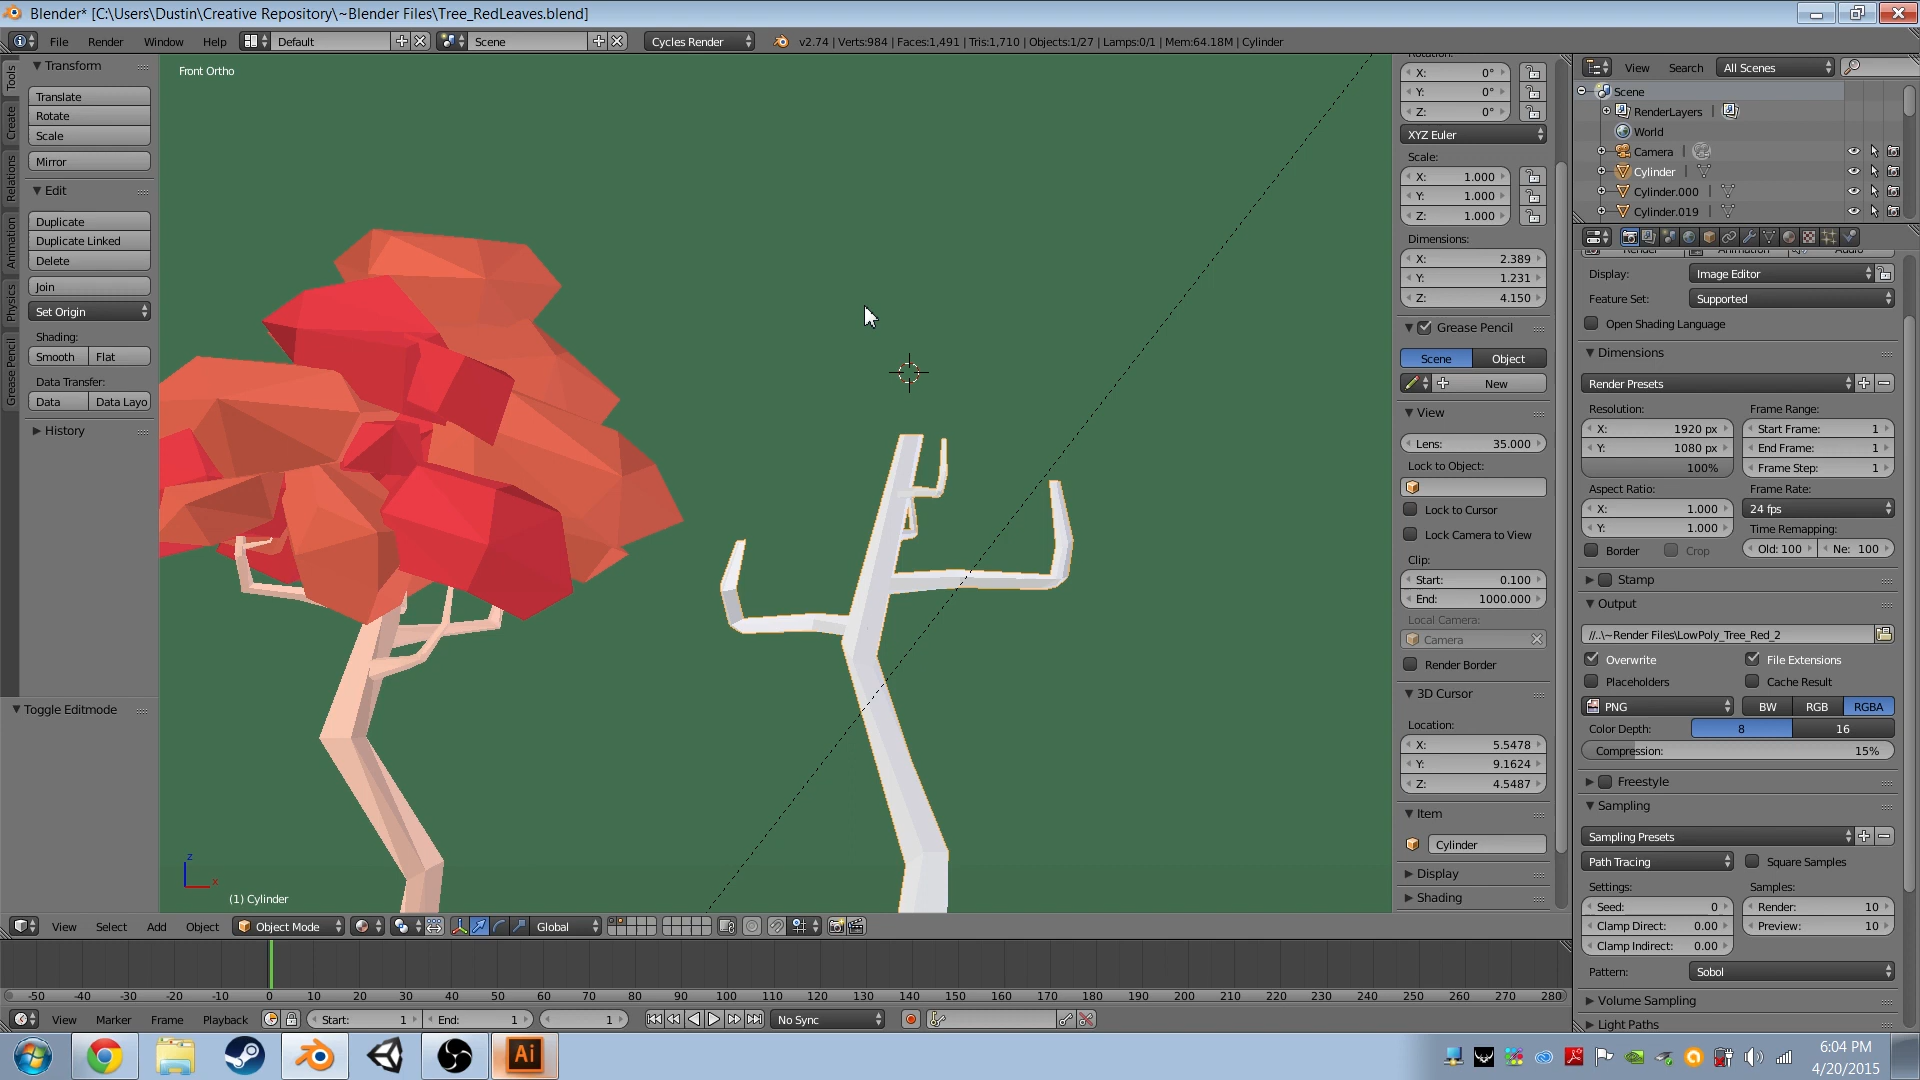 Blender* [C:\Users\Dustin\Creative Repository\~Blender Files\Tree_RedLeaves.blend]
File Render Window Help Default Scene Cycles Render v2.74 | Verts:984 | Faces:1,491 | Tris:1,710 | Objects:1/27 | Lamps:0/1 | Mem:64.18M | Cylinder
Tools
Create
Relations
Animation
Physics
Grease Pencil
Transform
Translate
Rotate
Scale
Mirror
Edit
Duplicate
Duplicate Linked
Delete
Join
Set Origin
Shading:
Smooth Flat
Data Transfer:
Data Data Layo
History
Toggle Editmode
Front Ortho
z
x
(1) Cylinder
X: 0°
Y: 0°
Z: 0°
XYZ Euler
Scale:
X: 1.000
Y: 1.000
Z: 1.000
Dimensions:
X: 2.389
Y: 1.231
Z: 4.150
Grease Pencil
Scene Object
New
View
Lens: 35.000
Lock to Object:
Lock to Cursor
Lock Camera to View
Clip:
Start: 0.100
End: 1000.000
Local Camera:
Camera
Render Border
3D Cursor
Location:
X: 5.5478
Y: 9.1624
Z: 4.5487
Item
Cylinder
Display
Shading
View Search All Scenes
Scene
RenderLayers
World
Camera
Cylinder
Cylinder.000
Cylinder.019
Display: Image Editor
Feature Set: Supported
Open Shading Language
Dimensions
Render Presets
Resolution: Frame Range:
X: 1920 px Start Frame: 1
Y: 1080 px End Frame: 1
100% Frame Step: 1
Aspect Ratio: Frame Rate:
X: 1.000 24 fps
Y: 1.000 Time Remapping:
Border Crop Old: 100 Ne: 100
Stamp
Output
//..\~Render Files\LowPoly_Tree_Red_2
Overwrite File Extensions
Placeholders Cache Result
PNG BW RGB RGBA
Color Depth: 8 16
Compression: 15%
Freestyle
Sampling
Sampling Presets
Path Tracing Square Samples
Settings: Samples:
Seed: 0 Render: 10
Clamp Direct: 0.00 Preview: 10
Clamp Indirect: 0.00
Pattern: Sobol
Volume Sampling
Light Paths
View Select Add Object Object Mode Global
-50 -40 -30 -20 -10 0 10 20 30 40 50 60 70 80 90 100 110 120 130 140 150 160 170 180 190 200 210 220 230 240 250 260 270 280
View Marker Frame Playback Start: 1 End: 1 1 No Sync
Ai
6:04 PM
4/20/2015